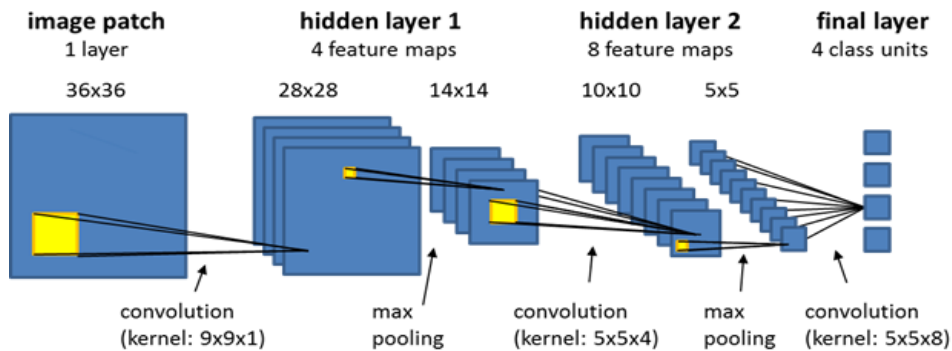 image patch
1 layer
hidden layer 1
4 feature maps
hidden layer 2
8 feature maps
final layer
4 class units
36x36
28x28
14x14
10x10
5x5
convolution
(kernel: 9x9x1)
max
pooling
convolution
(kernel: 5x5x4)
max
pooling
convolution
(kernel: 5x5x8)